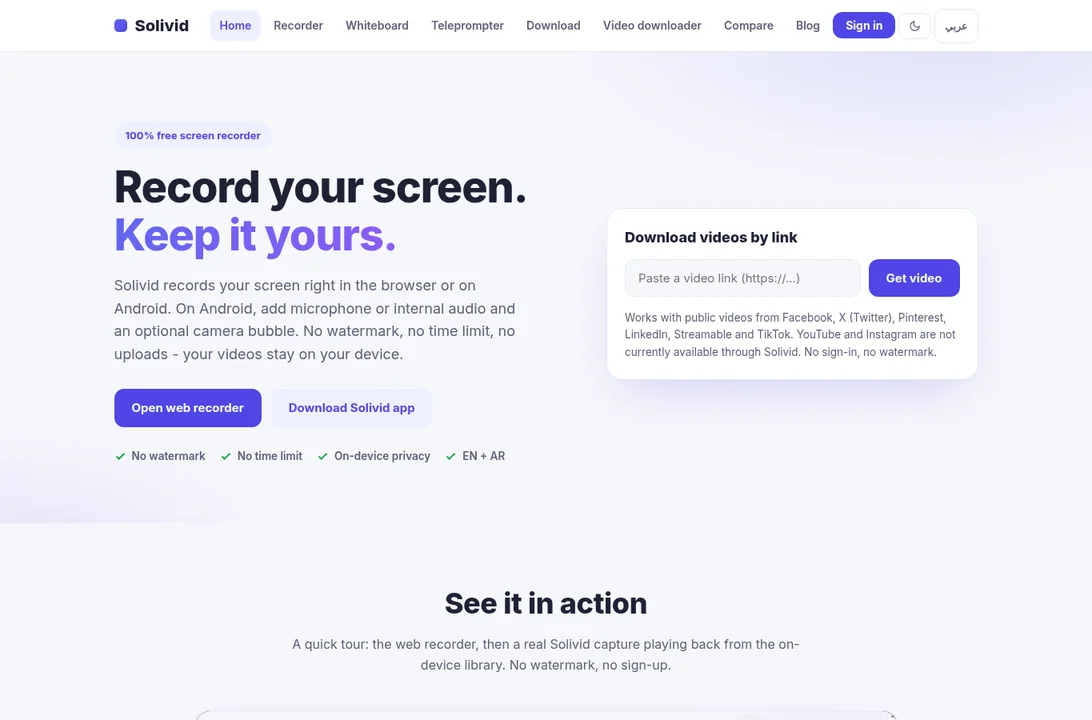 Solivid
Home
Recorder
Whiteboard
Teleprompter
Download
Video downloader
Compare
Blog
Sign in
عربي
100% free screen recorder
Record your screen.
Keep it yours.
Solivid records your screen right in the browser or on
Android. On Android, add microphone or internal audio and
an optional camera bubble. No watermark, no time limit, no
uploads - your videos stay on your device.
Open web recorder
Download Solivid app
No watermark
No time limit
On-device privacy
EN + AR
Download videos by link
Paste a video link (https://...)
Get video
Works with public videos from Facebook, X (Twitter), Pinterest,
LinkedIn, Streamable and TikTok. YouTube and Instagram are not
currently available through Solivid. No sign-in, no watermark.
See it in action
A quick tour: the web recorder, then a real Solivid capture playing back from the on-
device library. No watermark, no sign-up.